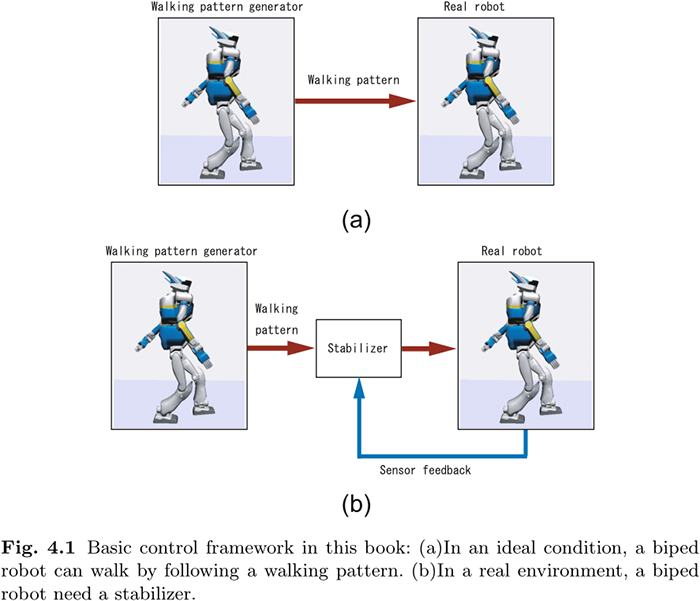 Walking pattern generator
Real robot
Walking pattern
(a)
Walking pattern generator
Real robot
Walking
pattern
Stabilizer
Sensor feedback
(b)
Fig. 4.1 Basic control framework in this book: (a)In an ideal condition, a biped
robot can walk by following a walking pattern. (b)In a real environment, a biped
robot need a stabilizer.